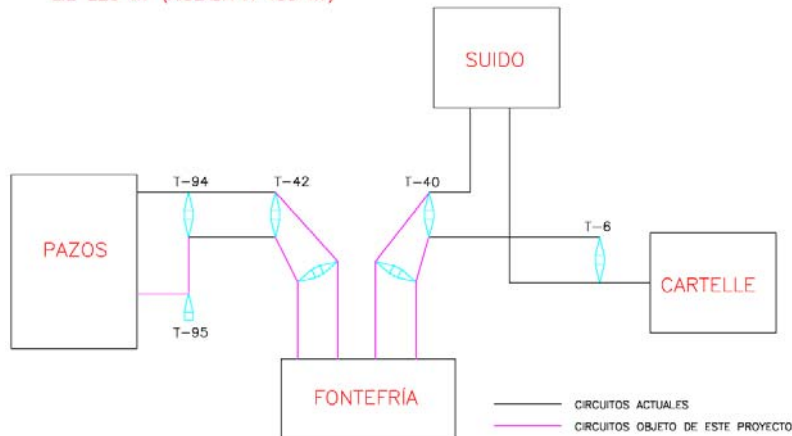 SUIDO
T-94
T-42
T-40
T-6
PAZOS
CARTELLE
T-95
FONTEFRÍA
CIRCUITOS ACTUALES
CIRCUITOS OBJETO DE ESTE PROYECTO